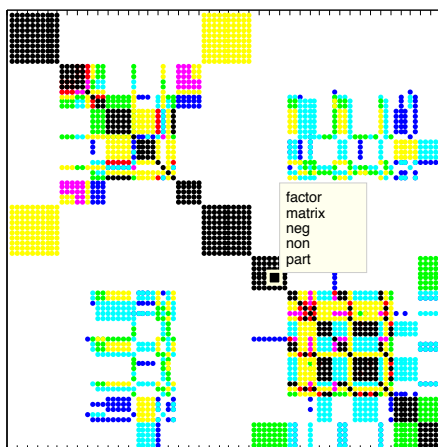 factor
matrix
neg
non
part